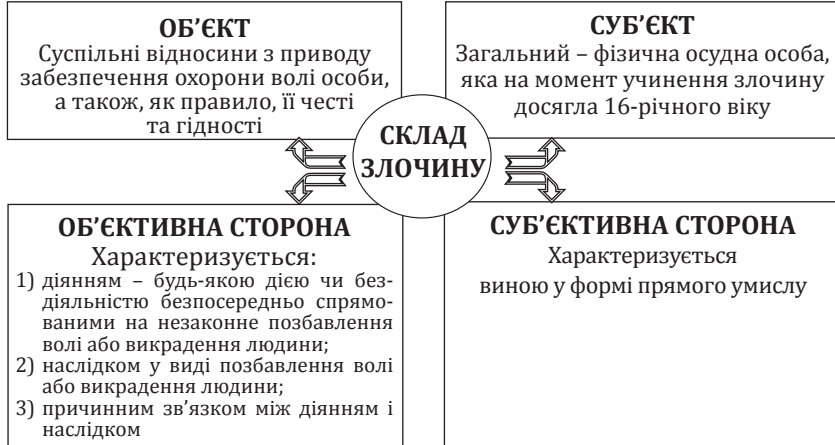 ОБ’ЄКТ
Суспільні відносини з приводу
забезпечення охорони волі особи,
а також, як правило, її честі
та гідності
СУБ’ЄКТ
Загальний – фізична осудна особа,
яка на момент учинення злочину
досягла 16-річного віку
СКЛАД
ЗЛОЧИНУ
ОБ’ЄКТИВНА СТОРОНА
Характеризується:
1) діянням – будь-якою дією чи без-
діяльністю безпосередньо спрямо-
ваними на незаконне позбавлення
волі або викрадення людини;
2) наслідком у виді позбавлення волі
або викрадення людини;
3) причинним зв’язком між діянням і
наслідком
СУБ’ЄКТИВНА СТОРОНА
Характеризується
виною у формі прямого умислу